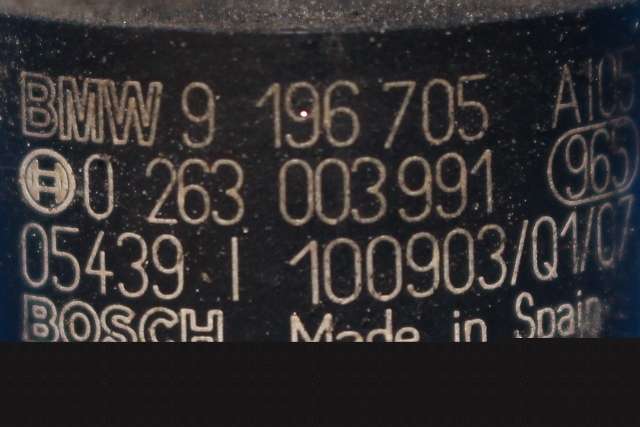 BMW 9 196 705 A105
0 263 003 991 965
05439 I 100903/Q1/07
BOSCH Made in Spain